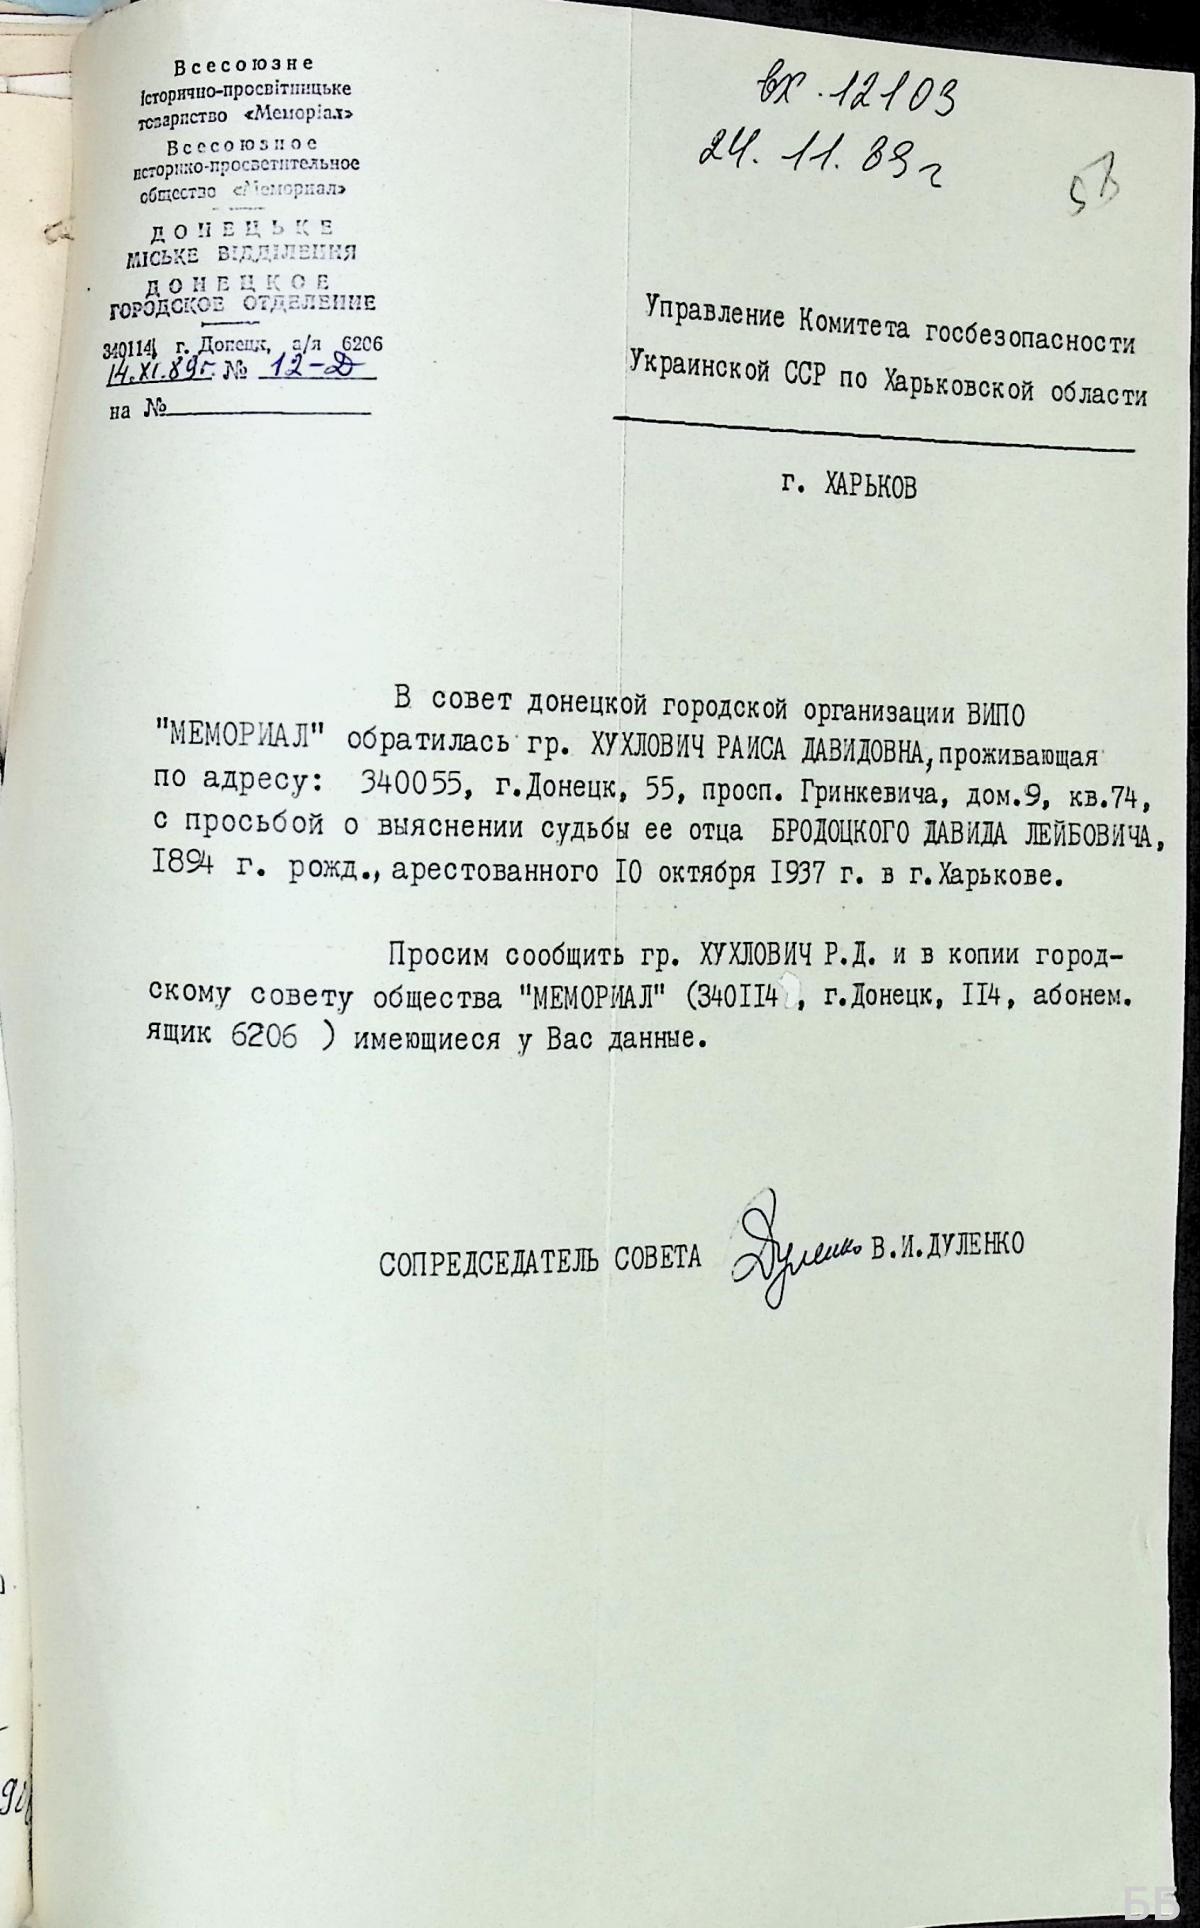 Всесоюзне
історично-просвітницьке
товариство «Меморіал»
Всесоюзное
историко-просветительное
общество «Мемориал»
ДОНЕЦЬКЕ
МІСЬКЕ ВІДДІЛЕННЯ
ДОНЕЦКОЕ
ГОРОДСКОЕ ОТДЕЛЕНИЕ
340114, г. Донецк, а/я 6206
14.XI.89г. № 12-Д
на №
вх. 12103
24. 11. 89 г
Управление Комитета госбезопасности
Украинской ССР по Харьковской области
г. ХАРЬКОВ
В совет донецкой городской организации ВИПО
"МЕМОРИАЛ" обратилась гр. ХУХЛОВИЧ РАИСА ДАВИДОВНА, проживающая
по адресу: 340055, г.Донецк, 55, просп. Гринкевича, дом.9, кв.74,
с просьбой о выяснении судьбы ее отца БРОДОЦКОГО ДАВИДА ЛЕЙБОВИЧА,
1894 г. рожд., арестованного 10 октября 1937 г. в г.Харькове.
Просим сообщить гр. ХУХЛОВИЧ Р.Д. и в копии город-
скому совету общества "МЕМОРИАЛ" (340114 , г.Донецк, 114, абонем.
ящик 6206 ) имеющиеся у Вас данные.
СОПРЕДСЕДАТЕЛЬ СОВЕТА Дуленко В.И.ДУЛЕНКО
ББ